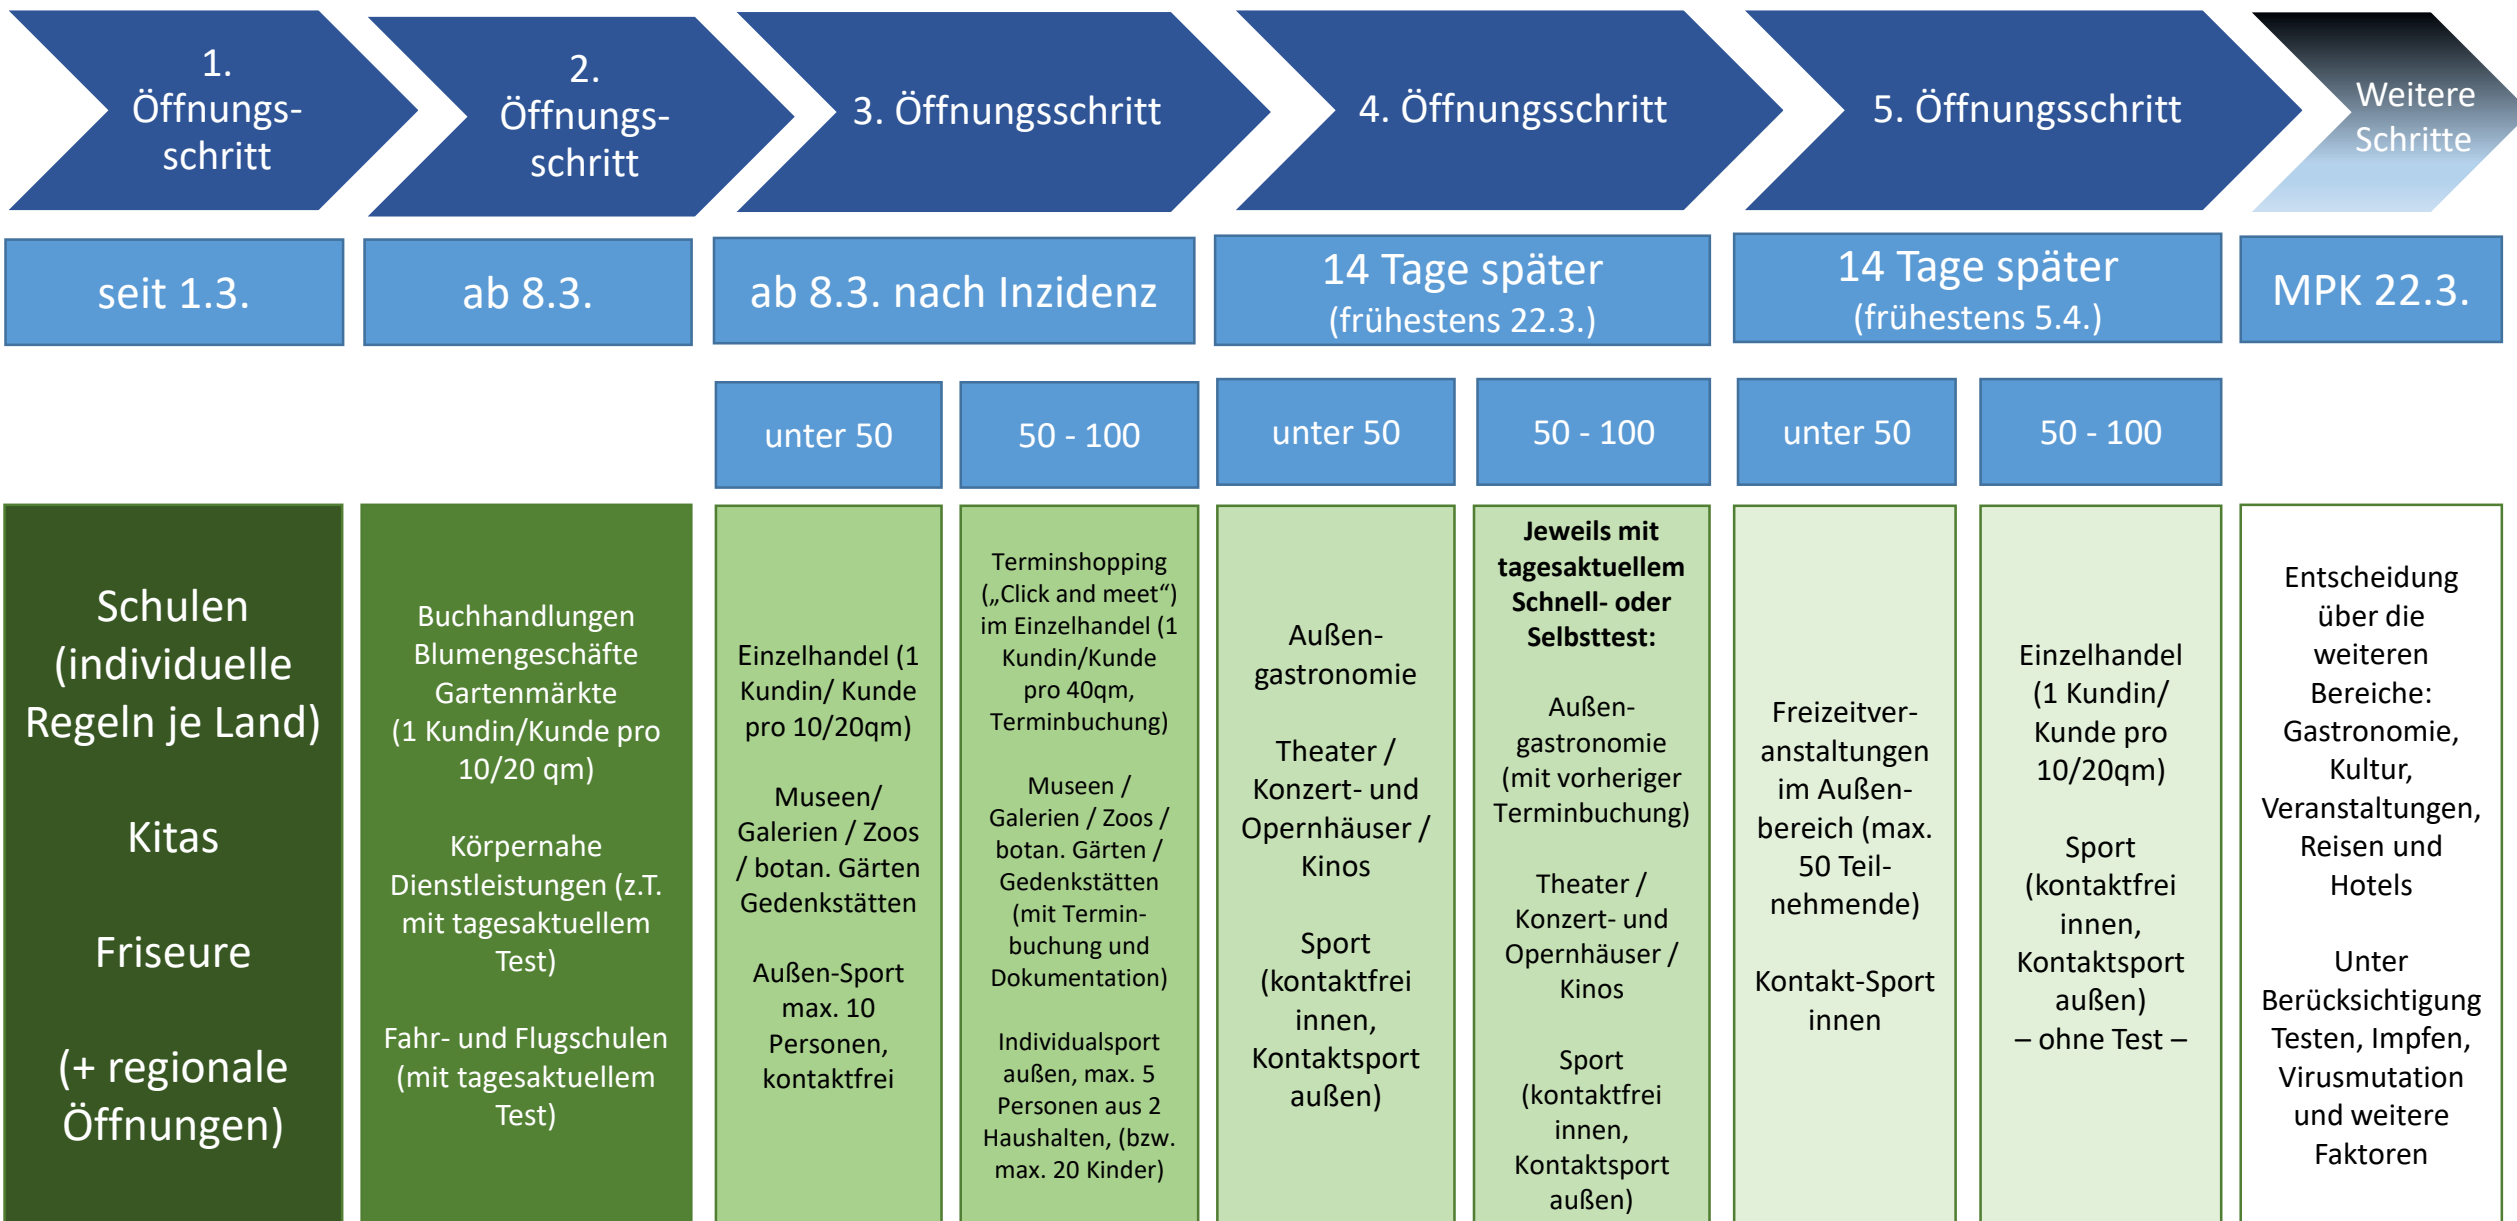 1.
Öffnungs-
schritt
2.
Öffnungs-
schritt
3. Öffnungsschritt
4. Öffnungsschritt
5. Öffnungsschritt
Weitere
Schritte
seit 1.3.
ab 8.3.
ab 8.3. nach Inzidenz
14 Tage später
(frühestens 22.3.)
14 Tage später
(frühestens 5.4.)
MPK 22.3.
unter 50
50 - 100
unter 50
50 - 100
unter 50
50 - 100
Schulen
(individuelle
Regeln je Land)
Kitas
Friseure
(+ regionale
Öffnungen)
Buchhandlungen
Blumengeschäfte
Gartenmärkte
(1 Kundin/Kunde pro
10/20 qm)
Körpernahe
Dienstleistungen (z.T.
mit tagesaktuellem
Test)
Fahr- und Flugschulen
(mit tagesaktuellem
Test)
Einzelhandel (1
Kundin/ Kunde
pro 10/20qm)
Museen/
Galerien / Zoos
/ botan. Gärten
Gedenkstätten
Außen-Sport
max. 10
Personen,
kontaktfrei
Terminshopping
(„Click and meet“)
im Einzelhandel (1
Kundin/Kunde
pro 40qm,
Terminbuchung)
Museen /
Galerien / Zoos /
botan. Gärten /
Gedenkstätten
(mit Termin-
buchung und
Dokumentation)
Individualsport
außen, max. 5
Personen aus 2
Haushalten, (bzw.
max. 20 Kinder)
Außen-
gastronomie
Theater /
Konzert- und
Opernhäuser /
Kinos
Sport
(kontaktfrei
innen,
Kontaktsport
außen)
Jeweils mit
tagesaktuellem
Schnell- oder
Selbsttest:
Außen-
gastronomie
(mit vorheriger
Terminbuchung)
Theater /
Konzert- und
Opernhäuser /
Kinos
Sport
(kontaktfrei
innen,
Kontaktsport
außen)
Freizeitver-
anstaltungen
im Außen-
bereich (max.
50 Teil-
nehmende)
Kontakt-Sport
innen
Einzelhandel
(1 Kundin/
Kunde pro
10/20qm)
Sport
(kontaktfrei
innen,
Kontaktsport
außen)
– ohne Test –
Entscheidung
über die
weiteren
Bereiche:
Gastronomie,
Kultur,
Veranstaltungen,
Reisen und
Hotels
Unter
Berücksichtigung
Testen, Impfen,
Virusmutation
und weitere
Faktoren